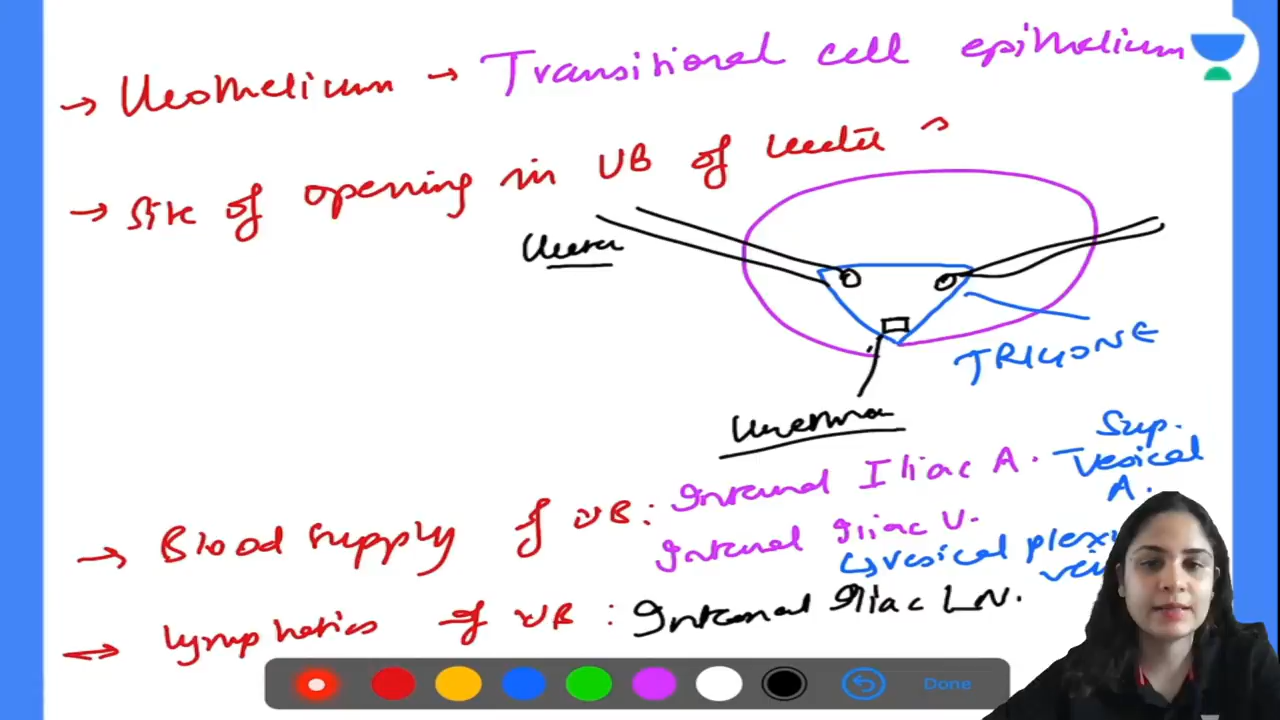 → Urothelium → Transitional cell epithelium
→ Site of opening in UB of ureter →
Ureter
TRIGONE
Urethra
Sup.
Vesical
A.
→ Blood supply of UB: Internal Iliac A.
Internal Iliac V.
↳ vesical
→ lymphatics of UB : Internal Iliac LN.
Done